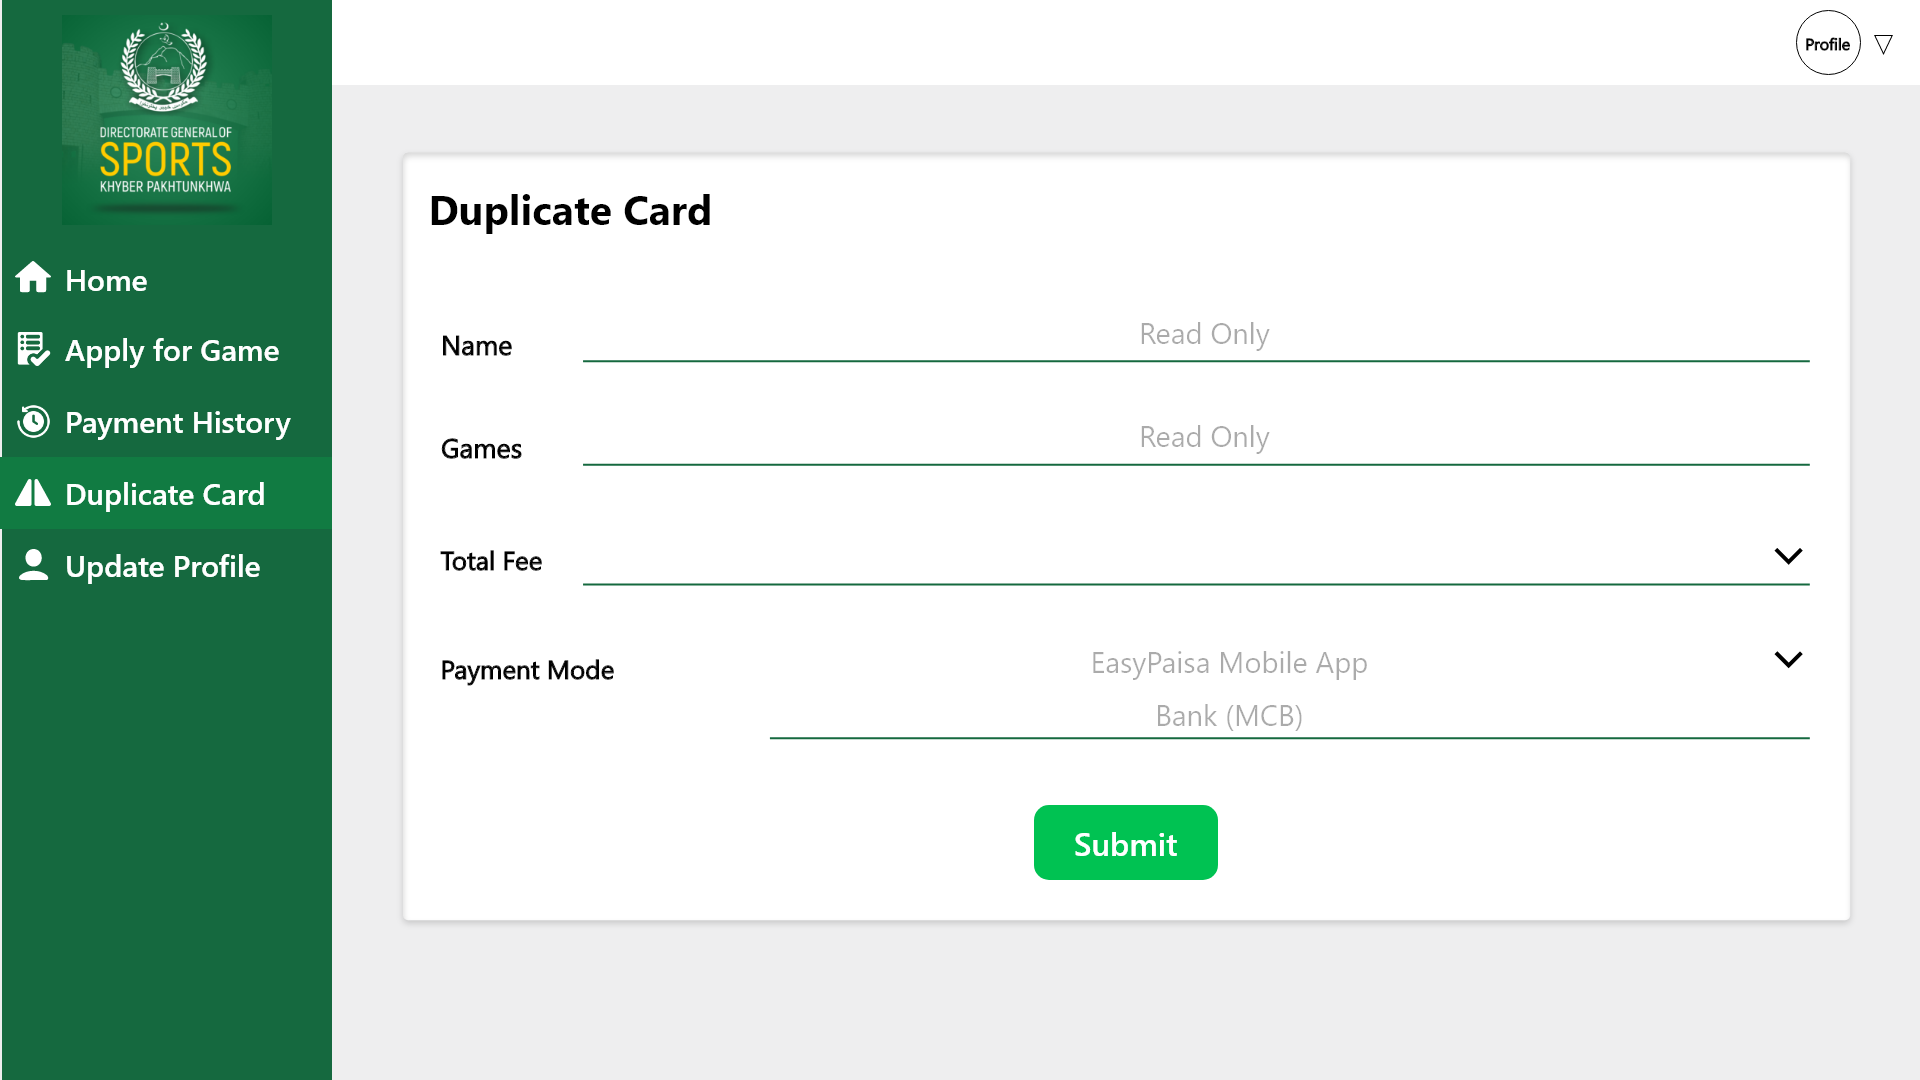 DIRECTORATE GENERAL OF
SPORTS
KHYBER PAKHTUNKHWA
Home
Apply for Game
Payment History
Duplicate Card
Update Profile
Profile
Duplicate Card
Name
Read Only
Games
Read Only
Total Fee
Payment Mode
EasyPaisa Mobile App
Bank (MCB)
Submit